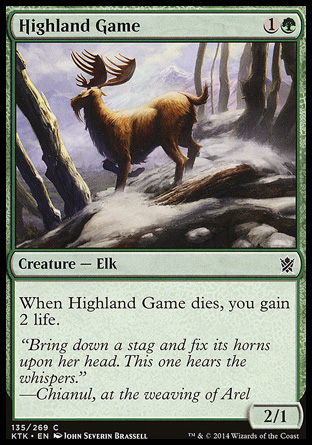 Highland Game 1
Creature — Elk
When Highland Game dies, you gain
2 life.
“Bring down a stag and fix its horns
upon her head. This one hears the
whispers.”
—Chianul, at the weaving of Arel
2/1
135/269 C
KTK • EN John Severin Brassell ™ & © 2014 Wizards of the Coast